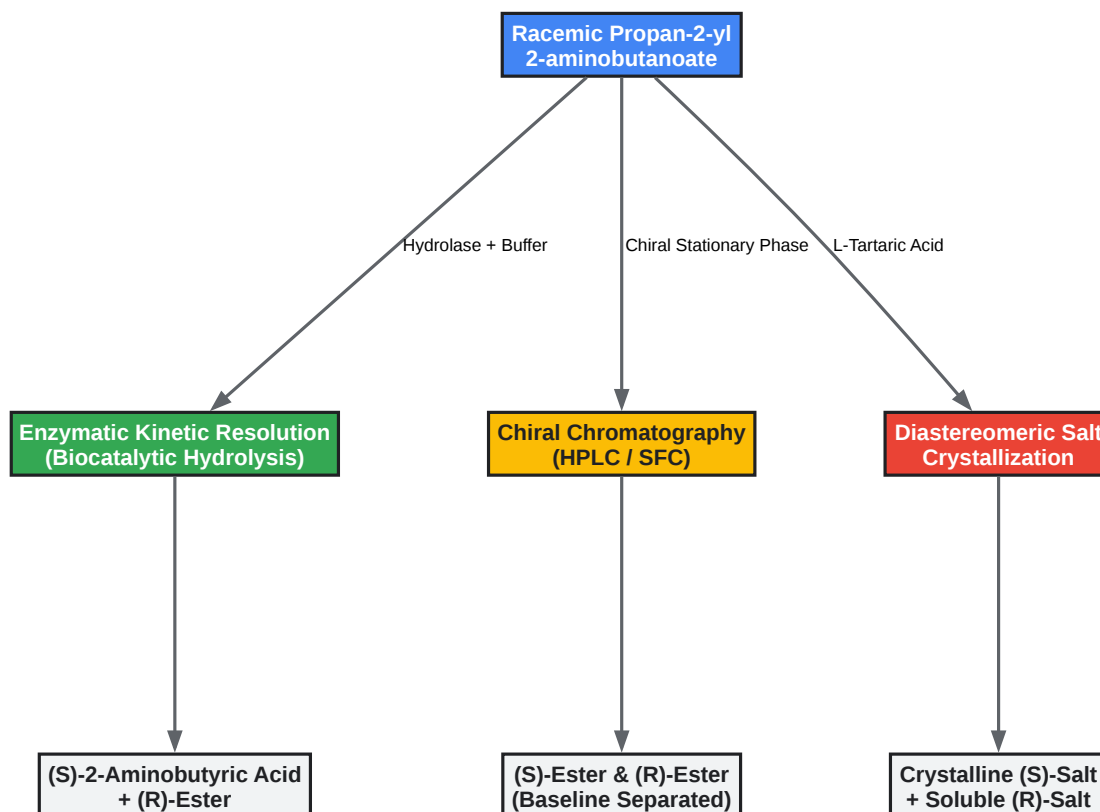 Racemic Propan-2-yl
2-aminobutanoate
Hydrolase + Buffer
Chiral Stationary Phase
L-Tartaric Acid
Enzymatic Kinetic Resolution
(Biocatalytic Hydrolysis)
Chiral Chromatography
(HPLC / SFC)
Diastereomeric Salt
Crystallization
(S)-2-Aminobutyric Acid
+ (R)-Ester
(S)-Ester & (R)-Ester
(Baseline Separated)
Crystalline (S)-Salt
+ Soluble (R)-Salt